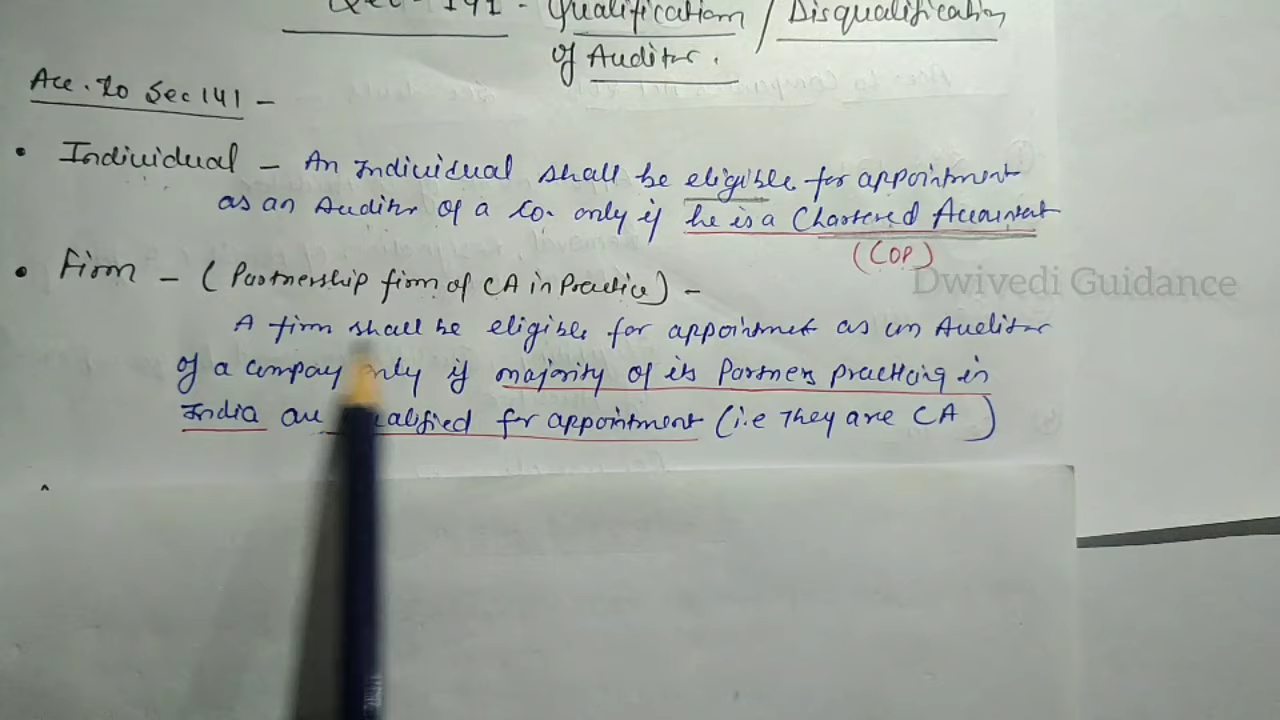 Sec - 141 - Qualification / Disqualification
of Auditor.
Acc. to Sec 141 -
• Individual - An Individual shall be eligible for appointment
as an Auditor of a Co. only if he is a Chartered Accountant
(COP)
Dwivedi Guidance
• Firm - (Partnership firm of CA in Practice) -
A firm shall be eligible for appointment as an Auditor
of a company only if majority of its Partners practicing in
India are qualified for appointment (i.e They are CA)